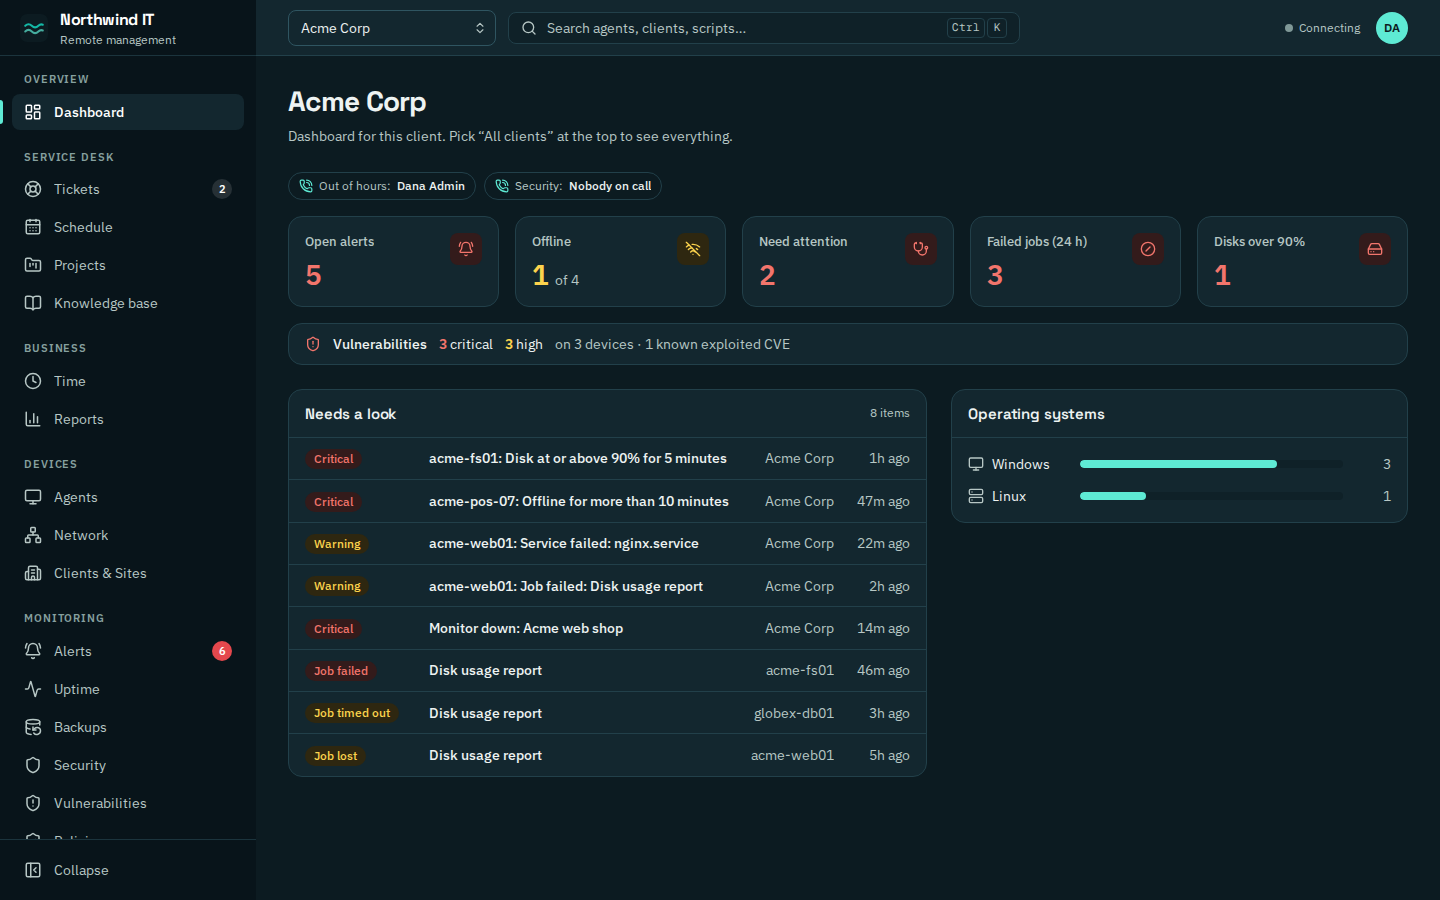 Northwind IT
Remote management
Acme Corp
Search agents, clients, scripts...
Ctrl K
Connecting
DA
OVERVIEW
Dashboard
SERVICE DESK
Tickets 2
Schedule
Projects
Knowledge base
BUSINESS
Time
Reports
DEVICES
Agents
Network
Clients & Sites
MONITORING
Alerts 6
Uptime
Backups
Security
Vulnerabilities
Collapse
Acme Corp
Dashboard for this client. Pick “All clients” at the top to see everything.
Out of hours: Dana Admin
Security: Nobody on call
Open alerts
5
Offline
1 of 4
Need attention
2
Failed jobs (24 h)
3
Disks over 90%
1
Vulnerabilities 3 critical 3 high on 3 devices · 1 known exploited CVE
Needs a look 8 items
Critical acme-fs01: Disk at or above 90% for 5 minutes Acme Corp 1h ago
Critical acme-pos-07: Offline for more than 10 minutes Acme Corp 47m ago
Warning acme-web01: Service failed: nginx.service Acme Corp 22m ago
Warning acme-web01: Job failed: Disk usage report Acme Corp 2h ago
Critical Monitor down: Acme web shop Acme Corp 14m ago
Job failed Disk usage report acme-fs01 46m ago
Job timed out Disk usage report globex-db01 3h ago
Job lost Disk usage report acme-web01 5h ago
Operating systems
Windows 3
Linux 1